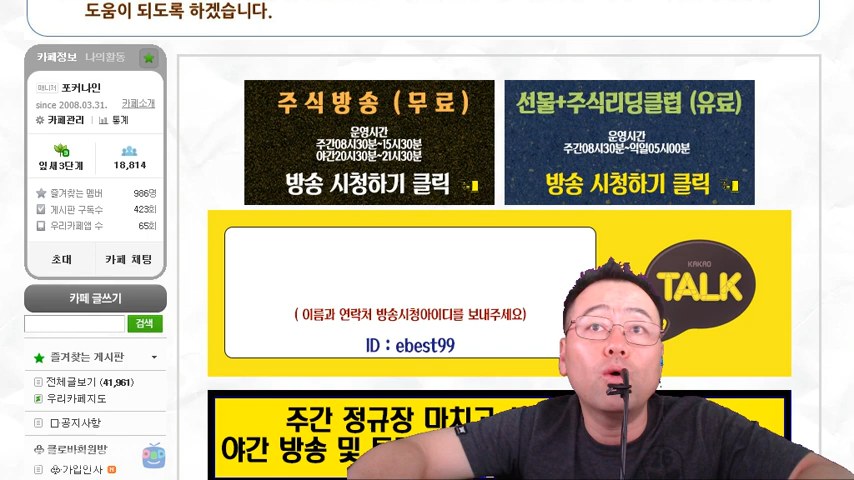 도움이 되도록 하겠습니다.
카페정보 나의활동
매니저 포커나인
since 2008.03.31. 카페소개
카페관리 통계
잎새3단계 18,814
즐겨찾는 멤버 986명
게시판 구독수 423회
우리카페앱 수 65회
초대 카페 채팅
카페 글쓰기
검색
즐겨찾는 게시판
전체글보기 (41,961)
우리카페지도
공지사항
클로바회원방
가입인사
주식방송 (무료)
운영시간
주간08시30분~15시30분
야간20시30분~21시30분
방송 시청하기 클릭
선물+주식리딩클럽 (유료)
운영시간
주간08시30분~익일05시00분
방송 시청하기 클릭
( 이름과 연락처 방송시청아이디를 보내주세요)
ID : ebest99
KAKAO
TALK
주간 정규장 마치고
야간 방송 및